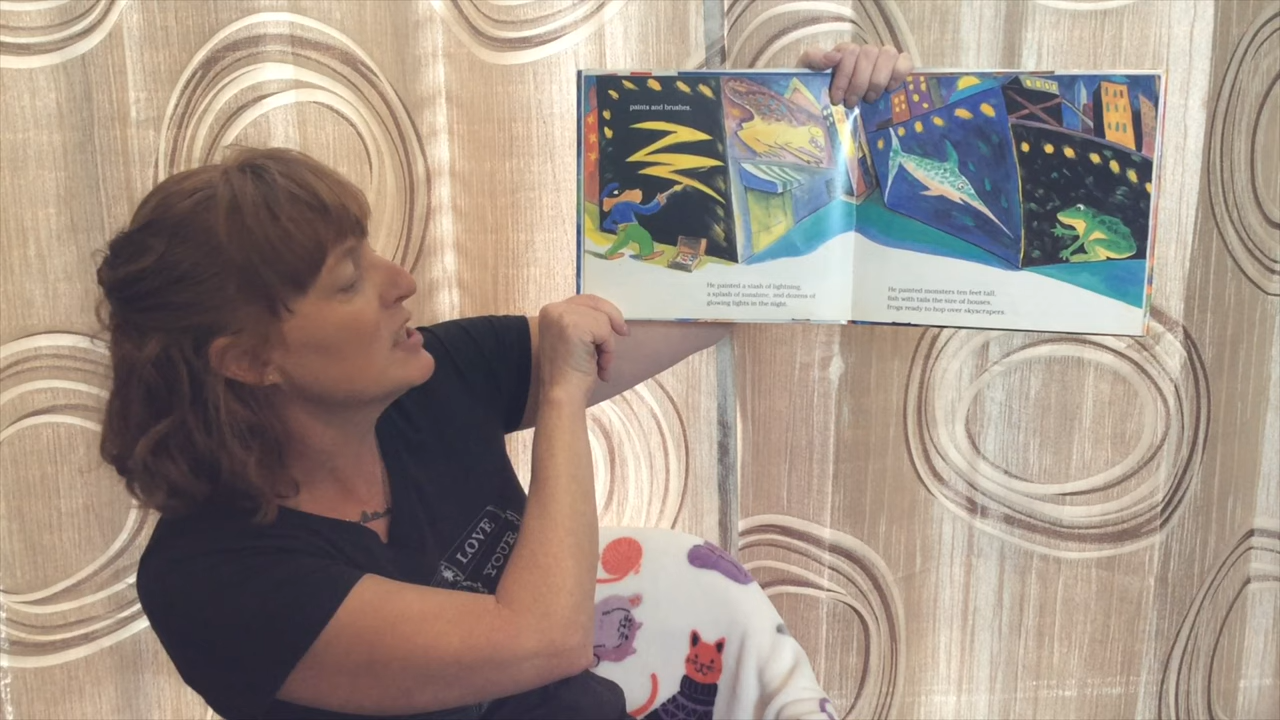 paints and brushes.
He painted a slash of lightning,
a splash of sunshine, and dozens of
glowing lights in the night.
He painted monsters ten feet tall,
fish with tails the size of houses,
frogs ready to hop over skyscrapers.
LOVE
YOUR